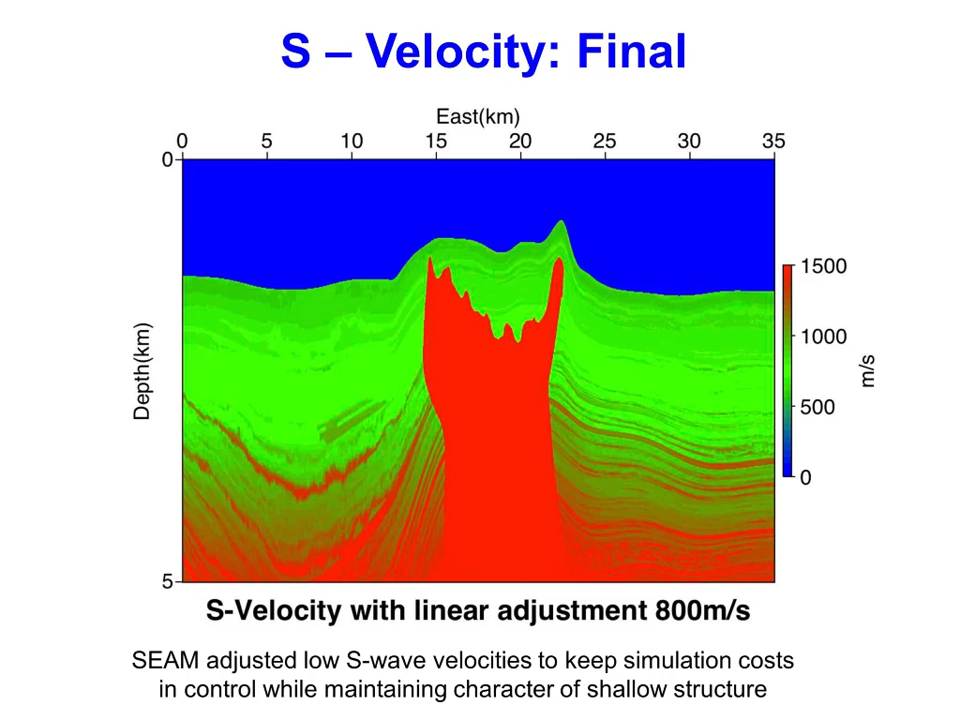 S – Velocity: Final
East(km)
0 5 10 15 20 25 30 35
0
Depth(km)
5
1500
1000
500
0
m/s
S-Velocity with linear adjustment 800m/s
SEAM adjusted low S-wave velocities to keep simulation costs
in control while maintaining character of shallow structure